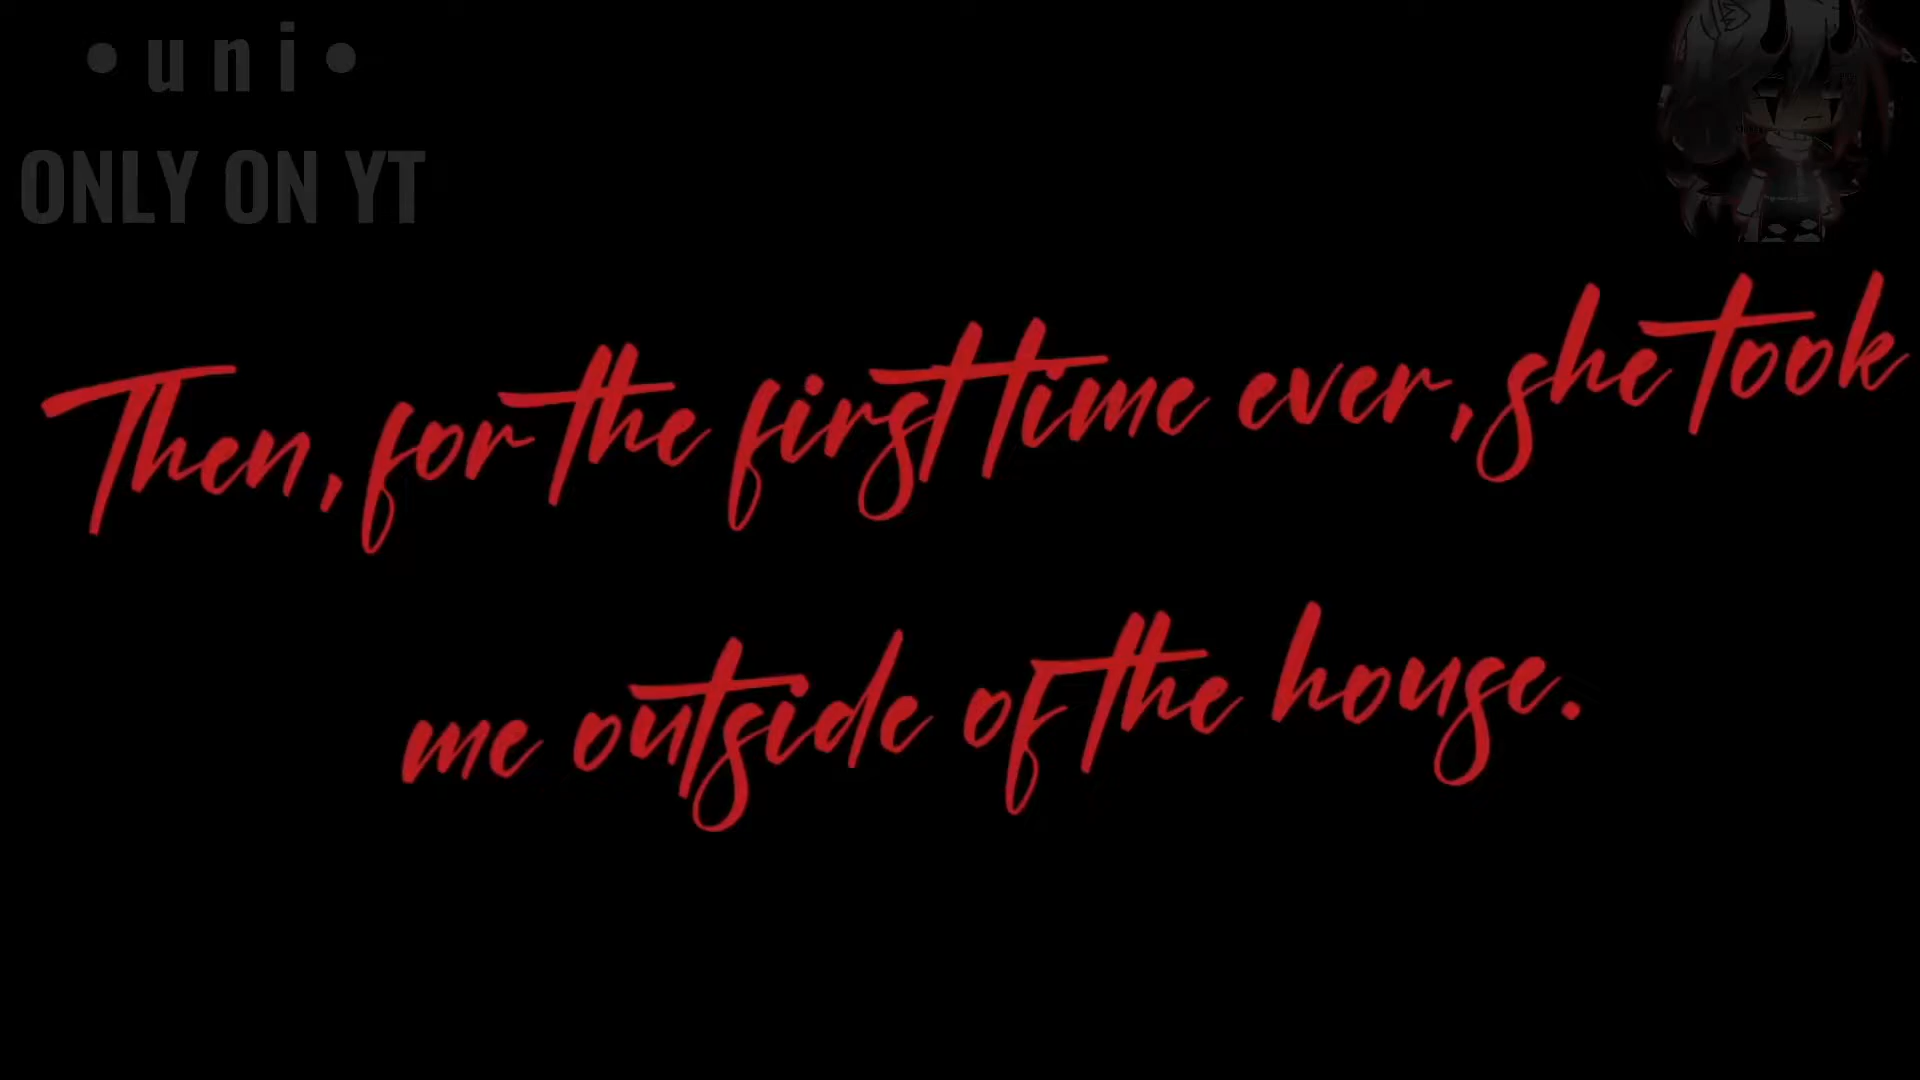 •uni•
ONLY ON YT
Then, for the first time ever, she took
me outside of the house.